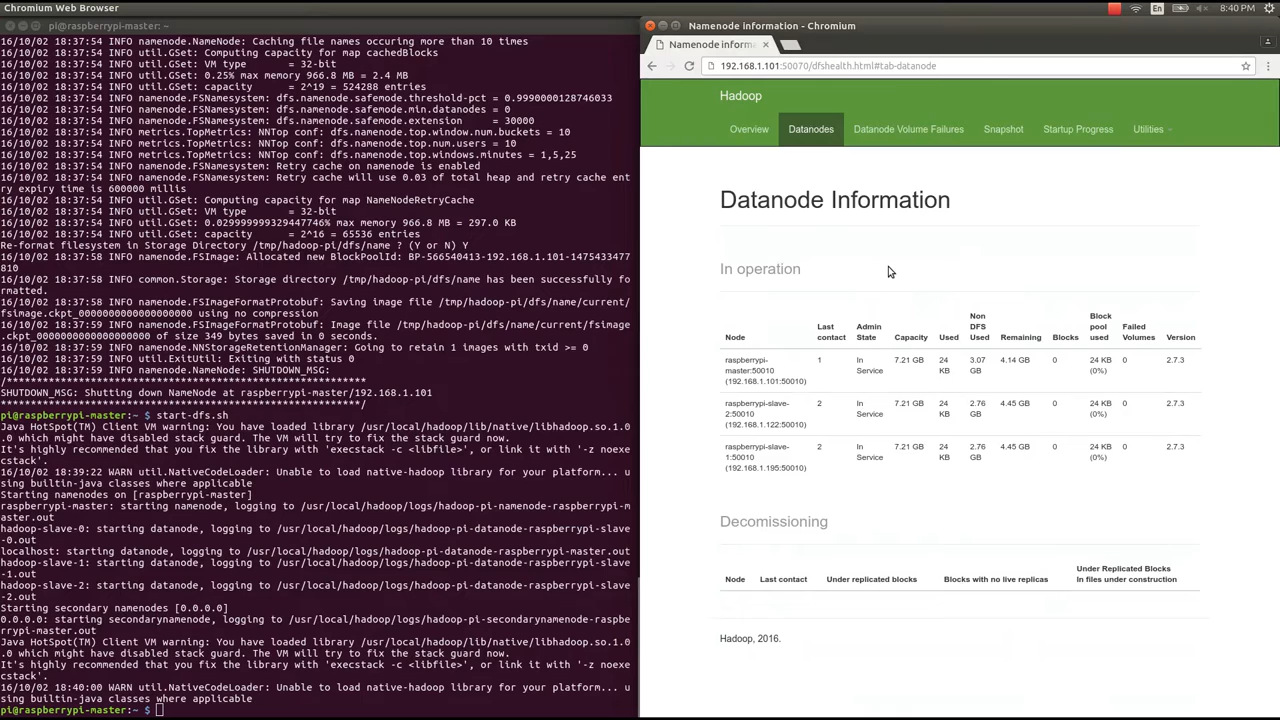 Chromium Web Browser
En
8:40 PM
pi@raspberrypi-master: ~
16/10/02 18:37:54 INFO namenode.NameNode: Caching file names occuring more than 10 times
16/10/02 18:37:54 INFO util.GSet: Computing capacity for map cachedBlocks
16/10/02 18:37:54 INFO util.GSet: VM type       = 32-bit
16/10/02 18:37:54 INFO util.GSet: 0.25% max memory 966.8 MB = 2.4 MB
16/10/02 18:37:54 INFO util.GSet: capacity      = 2^19 = 524288 entries
16/10/02 18:37:54 INFO namenode.FSNamesystem: dfs.namenode.safemode.threshold-pct = 0.9990000128746033
16/10/02 18:37:54 INFO namenode.FSNamesystem: dfs.namenode.safemode.min.datanodes = 0
16/10/02 18:37:54 INFO namenode.FSNamesystem: dfs.namenode.safemode.extension     = 30000
16/10/02 18:37:54 INFO metrics.TopMetrics: NNTop conf: dfs.namenode.top.window.num.buckets = 10
16/10/02 18:37:54 INFO metrics.TopMetrics: NNTop conf: dfs.namenode.top.num.users = 10
16/10/02 18:37:54 INFO metrics.TopMetrics: NNTop conf: dfs.namenode.top.windows.minutes = 1,5,25
16/10/02 18:37:54 INFO namenode.FSNamesystem: Retry cache on namenode is enabled
16/10/02 18:37:54 INFO namenode.FSNamesystem: Retry cache will use 0.03 of total heap and retry cache ent
ry expiry time is 600000 millis
16/10/02 18:37:54 INFO util.GSet: Computing capacity for map NameNodeRetryCache
16/10/02 18:37:54 INFO util.GSet: VM type       = 32-bit
16/10/02 18:37:54 INFO util.GSet: 0.029999999329447746% max memory 966.8 MB = 297.0 KB
16/10/02 18:37:54 INFO util.GSet: capacity      = 2^16 = 65536 entries
Re-format filesystem in Storage Directory /tmp/hadoop-pi/dfs/name ? (Y or N) Y
16/10/02 18:37:58 INFO namenode.FSImage: Allocated new BlockPoolId: BP-566540413-192.168.1.101-1475433477
810
16/10/02 18:37:58 INFO common.Storage: Storage directory /tmp/hadoop-pi/dfs/name has been successfully fo
rmatted.
16/10/02 18:37:58 INFO namenode.FSImageFormatProtobuf: Saving image file /tmp/hadoop-pi/dfs/name/current/
fsimage.ckpt_0000000000000000000 using no compression
16/10/02 18:37:59 INFO namenode.FSImageFormatProtobuf: Image file /tmp/hadoop-pi/dfs/name/current/fsimage
.ckpt_0000000000000000000 of size 349 bytes saved in 0 seconds.
16/10/02 18:37:59 INFO namenode.NNStorageRetentionManager: Going to retain 1 images with txid >= 0
16/10/02 18:37:59 INFO util.ExitUtil: Exiting with status 0
16/10/02 18:37:59 INFO namenode.NameNode: SHUTDOWN_MSG:
/************************************************************
SHUTDOWN_MSG: Shutting down NameNode at raspberrypi-master/192.168.1.101
************************************************************/
pi@raspberrypi-master:~ $ start-dfs.sh
Java HotSpot(TM) Client VM warning: You have loaded library /usr/local/hadoop/lib/native/libhadoop.so.1.0
.0 which might have disabled stack guard. The VM will try to fix the stack guard now.
It's highly recommended that you fix the library with 'execstack -c <libfile>', or link it with '-z noexe
cstack'.
16/10/02 18:39:22 WARN util.NativeCodeLoader: Unable to load native-hadoop library for your platform... u
sing builtin-java classes where applicable
Starting namenodes on [raspberrypi-master]
raspberrypi-master: starting namenode, logging to /usr/local/hadoop/logs/hadoop-pi-namenode-raspberrypi-m
aster.out
hadoop-slave-0: starting datanode, logging to /usr/local/hadoop/logs/hadoop-pi-datanode-raspberrypi-slave
-0.out
localhost: starting datanode, logging to /usr/local/hadoop/logs/hadoop-pi-datanode-raspberrypi-master.out
hadoop-slave-1: starting datanode, logging to /usr/local/hadoop/logs/hadoop-pi-datanode-raspberrypi-slave
-1.out
hadoop-slave-2: starting datanode, logging to /usr/local/hadoop/logs/hadoop-pi-datanode-raspberrypi-slave
-2.out
Starting secondary namenodes [0.0.0.0]
0.0.0.0: starting secondarynamenode, logging to /usr/local/hadoop/logs/hadoop-pi-secondarynamenode-raspbe
rrypi-master.out
Java HotSpot(TM) Client VM warning: You have loaded library /usr/local/hadoop/lib/native/libhadoop.so.1.0
.0 which might have disabled stack guard. The VM will try to fix the stack guard now.
It's highly recommended that you fix the library with 'execstack -c <libfile>', or link it with '-z noexe
cstack'.
16/10/02 18:40:00 WARN util.NativeCodeLoader: Unable to load native-hadoop library for your platform... u
sing builtin-java classes where applicable
pi@raspberrypi-master:~ $
Namenode information - Chromium
Namenode inform
192.168.1.101:50070/dfshealth.html#tab-datanode
Hadoop
Overview Datanodes Datanode Volume Failures Snapshot Startup Progress Utilities
Datanode Information
In operation
Node Last contact Admin State Capacity Used Non DFS Used Remaining Blocks Block pool used Failed Volumes Version
raspberrypi-master:50010 (192.168.1.101:50010) 1 In Service 7.21 GB 24 KB 3.07 GB 4.14 GB 0 24 KB (0%) 0 2.7.3
raspberrypi-slave-2:50010 (192.168.1.122:50010) 2 In Service 7.21 GB 24 KB 2.76 GB 4.45 GB 0 24 KB (0%) 0 2.7.3
raspberrypi-slave-1:50010 (192.168.1.195:50010) 2 In Service 7.21 GB 24 KB 2.76 GB 4.45 GB 0 24 KB (0%) 0 2.7.3
Decomissioning
Node Last contact Under replicated blocks Blocks with no live replicas Under Replicated Blocks In files under construction
Hadoop, 2016.